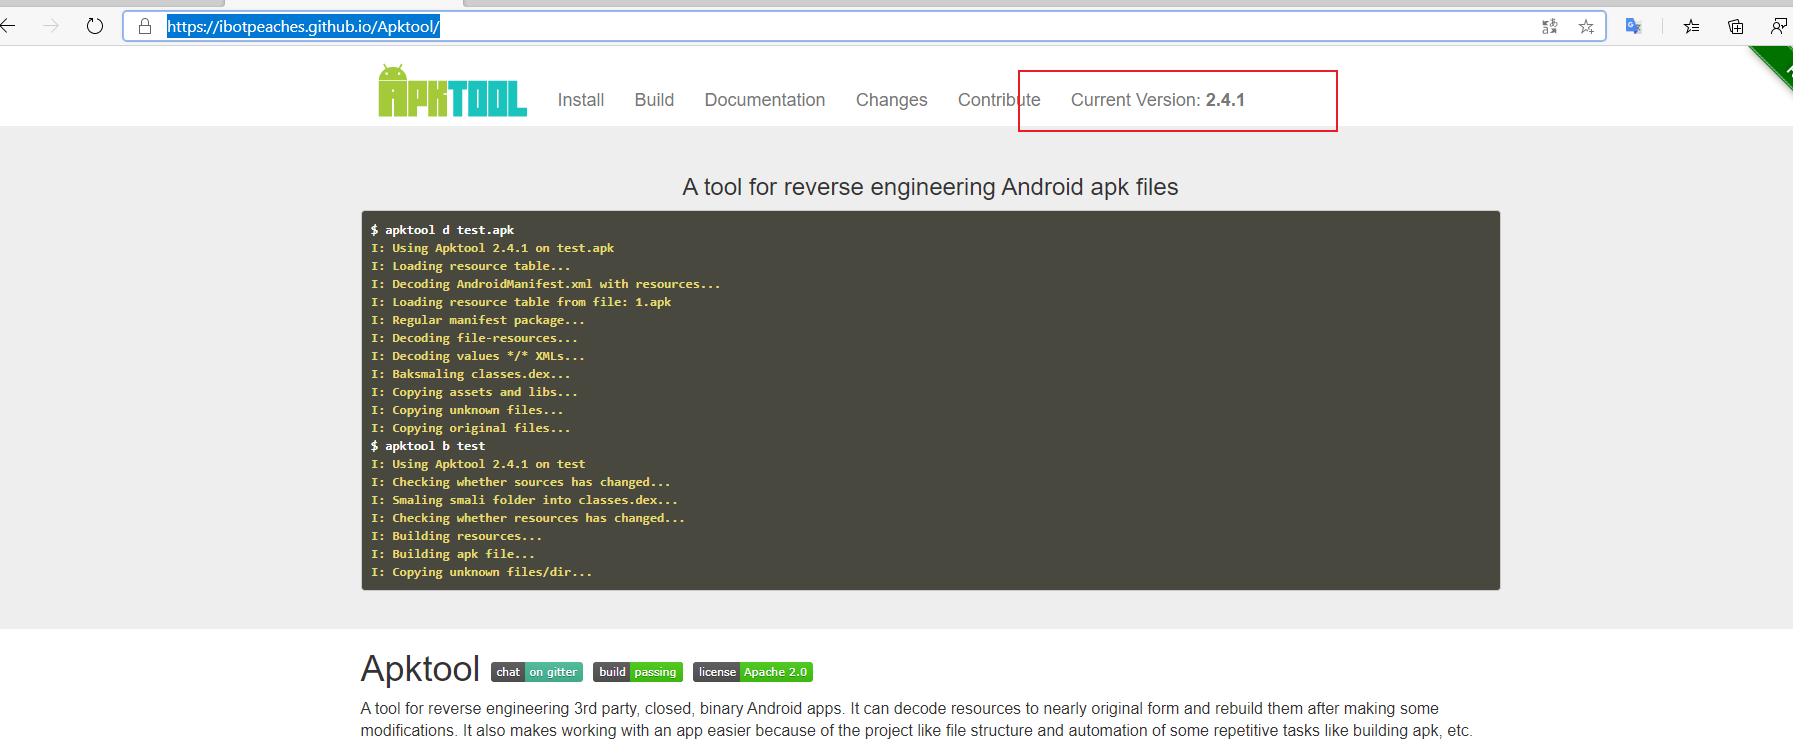 https://ibotpeaches.github.io/Apktool/
APKTOOL
Install Build Documentation Changes Contribute Current Version: 2.4.1
A tool for reverse engineering Android apk files
$ apktool d test.apk
I: Using Apktool 2.4.1 on test.apk
I: Loading resource table...
I: Decoding AndroidManifest.xml with resources...
I: Loading resource table from file: 1.apk
I: Regular manifest package...
I: Decoding file-resources...
I: Decoding values */* XMLs...
I: Baksmaling classes.dex...
I: Copying assets and libs...
I: Copying unknown files...
I: Copying original files...
$ apktool b test
I: Using Apktool 2.4.1 on test
I: Checking whether sources has changed...
I: Smaling smali folder into classes.dex...
I: Checking whether resources has changed...
I: Building resources...
I: Building apk file...
I: Copying unknown files/dir...
Apktool chat on gitter build passing license Apache 2.0
A tool for reverse engineering 3rd party, closed, binary Android apps. It can decode resources to nearly original form and rebuild them after making some
modifications. It also makes working with an app easier because of the project like file structure and automation of some repetitive tasks like building apk, etc.